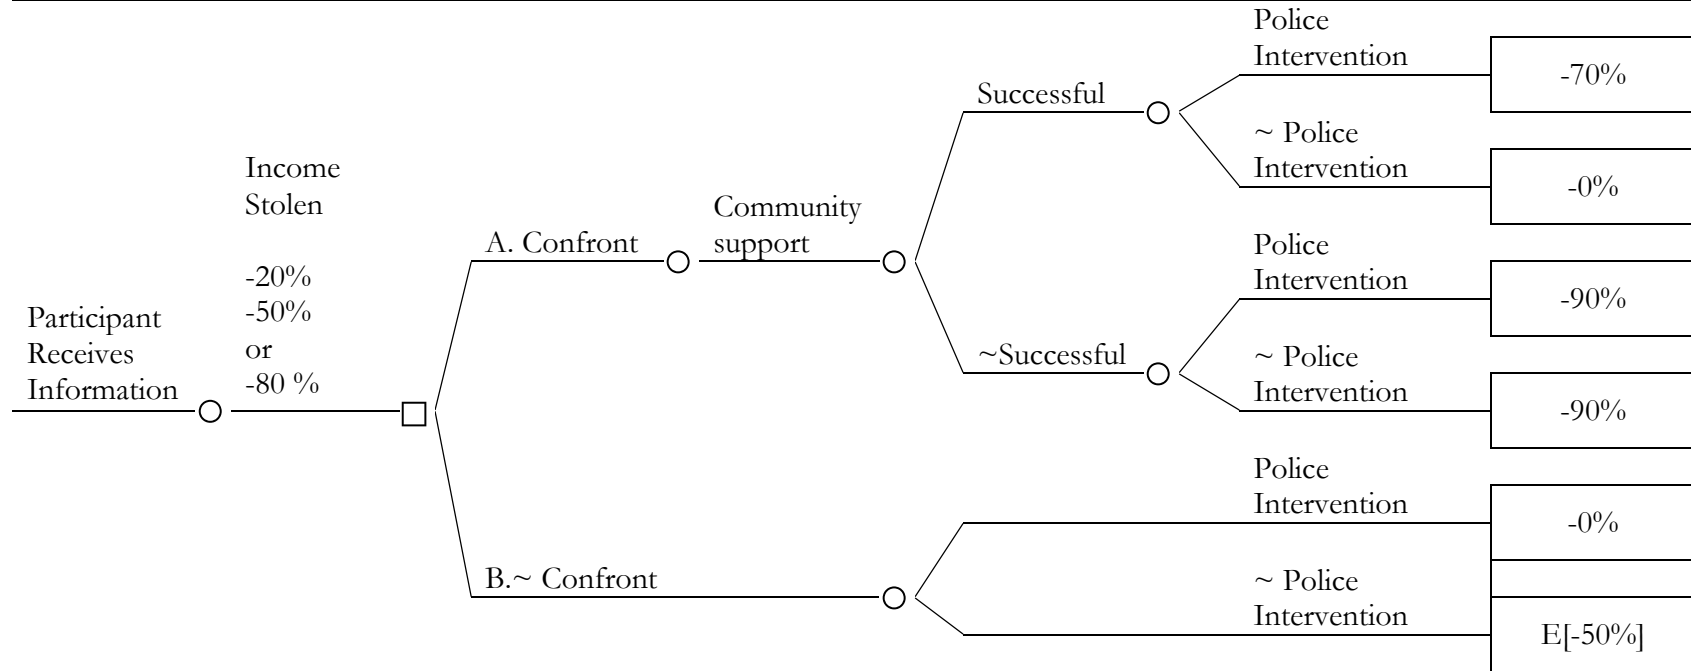 Participant
Receives
Information
Income
Stolen
-20%
-50%
or
-80 %
A. Confront
Community
support
Successful
Police
Intervention
-70%
~ Police
Intervention
-0%
~Successful
Police
Intervention
-90%
~ Police
Intervention
-90%
B.~ Confront
Police
Intervention
-0%
~ Police
Intervention
E[-50%]